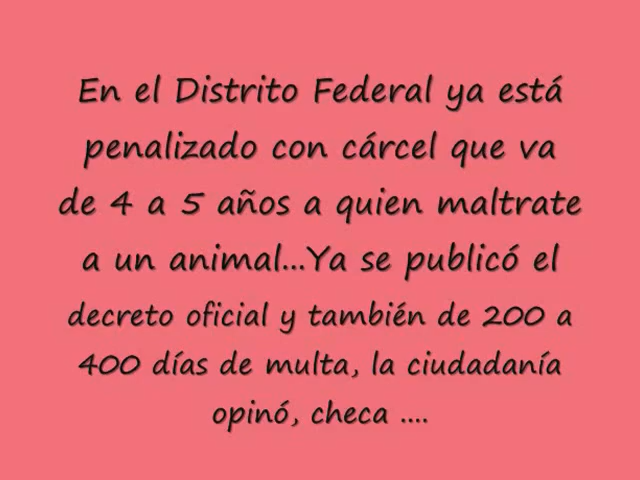 En el Distrito Federal ya está
penalizado con cárcel que va
de 4 a 5 años a quien maltrate
a un animal...Ya se publicó el
decreto oficial y también de 200 a
400 días de multa, la ciudadanía
opinó, checa ....